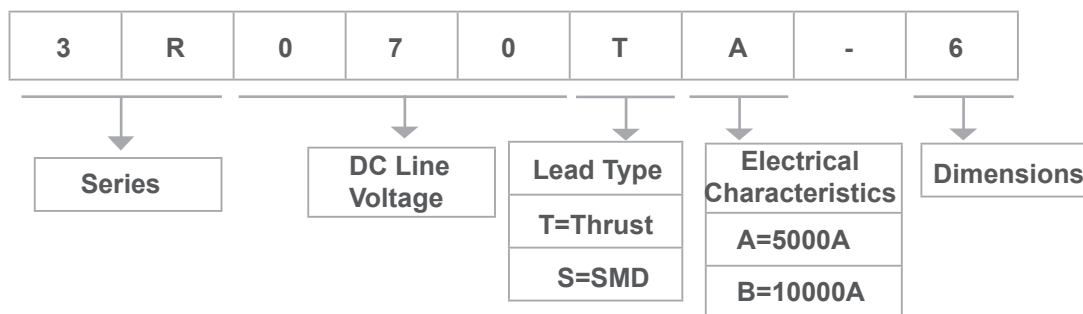 3 R 0 7 0 T A - 6
Series
DC Line
Voltage
Lead Type
T=Thrust
S=SMD
Electrical
Characteristics
A=5000A
B=10000A
Dimensions